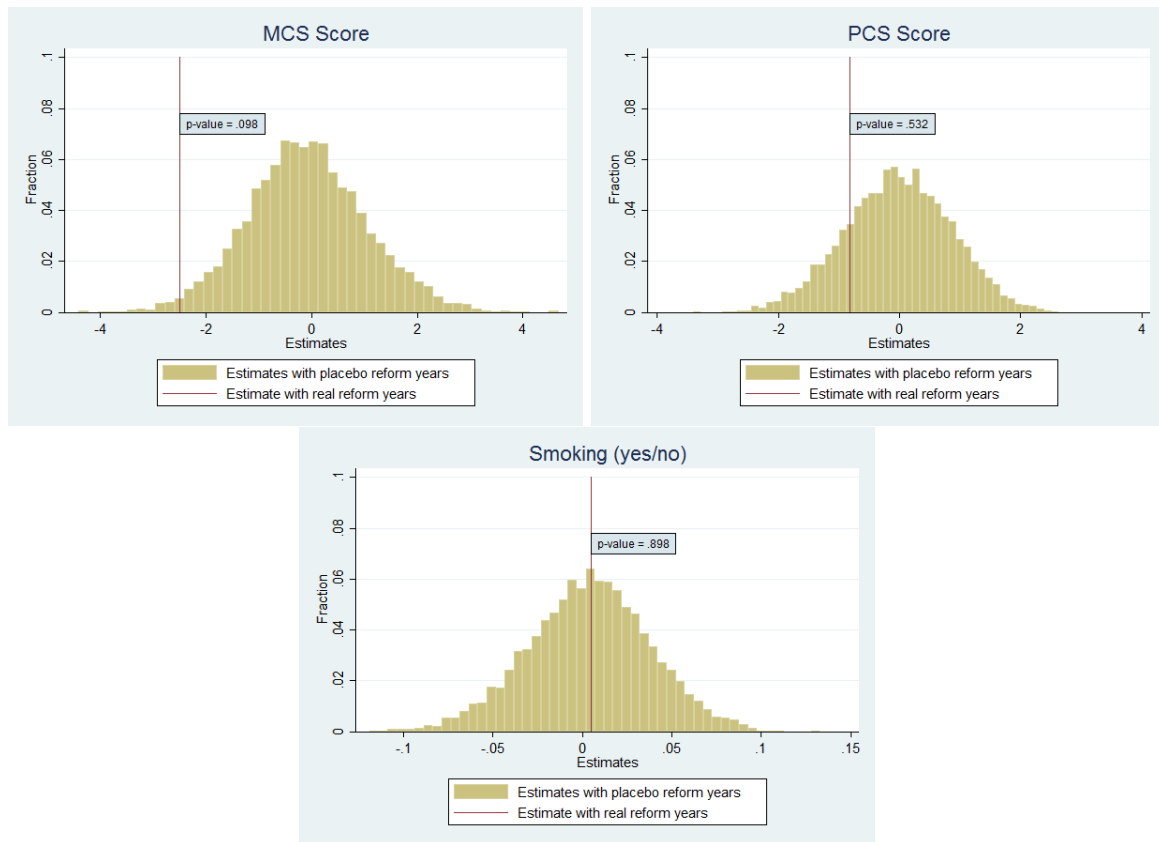 MCS Score
.1
.08
.06
.04
.02
0
Fraction
p-value = .098
-4
-2
0
2
4
Estimates
Estimates with placebo reform years
Estimate with real reform years
PCS Score
.1
.08
.06
.04
.02
0
Fraction
p-value = .532
-4
-2
0
2
4
Estimates
Estimates with placebo reform years
Estimate with real reform years
Smoking (yes/no)
.1
.08
.06
.04
.02
0
Fraction
p-value = .898
-.1
-.05
0
.05
.1
.15
Estimates
Estimates with placebo reform years
Estimate with real reform years